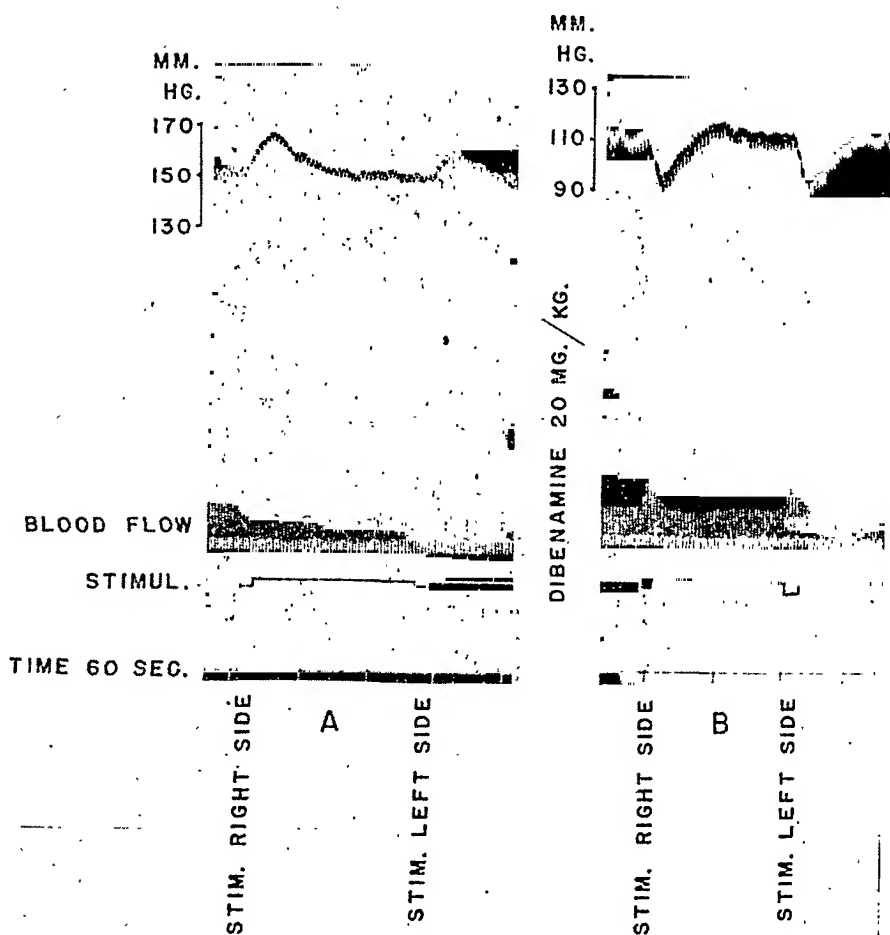 MM.
HG.
170
150
130
MM.
HG.
130
110
90
DIBENAMINE 20 MG./KG.
BLOOD FLOW
STIMUL.
TIME 60 SEC.
STIM. RIGHT SIDE
A
STIM. LEFT SIDE
STIM. RIGHT SIDE
B
STIM. LEFT SIDE